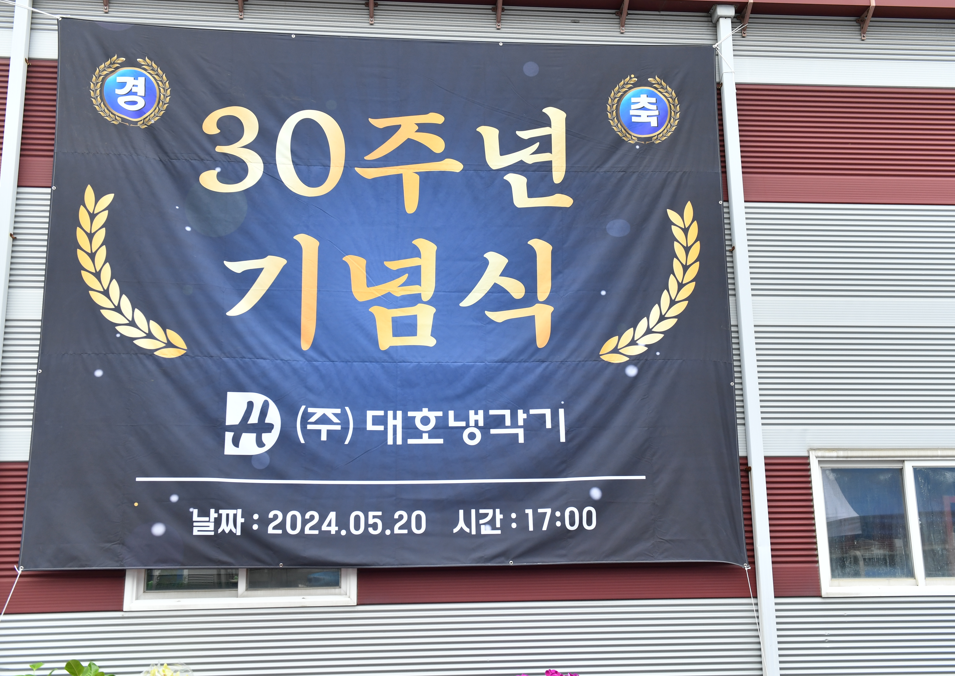 경 축
30주년
기념식
(주) 대호냉각기
날짜 : 2024.05.20 시간 : 17:00